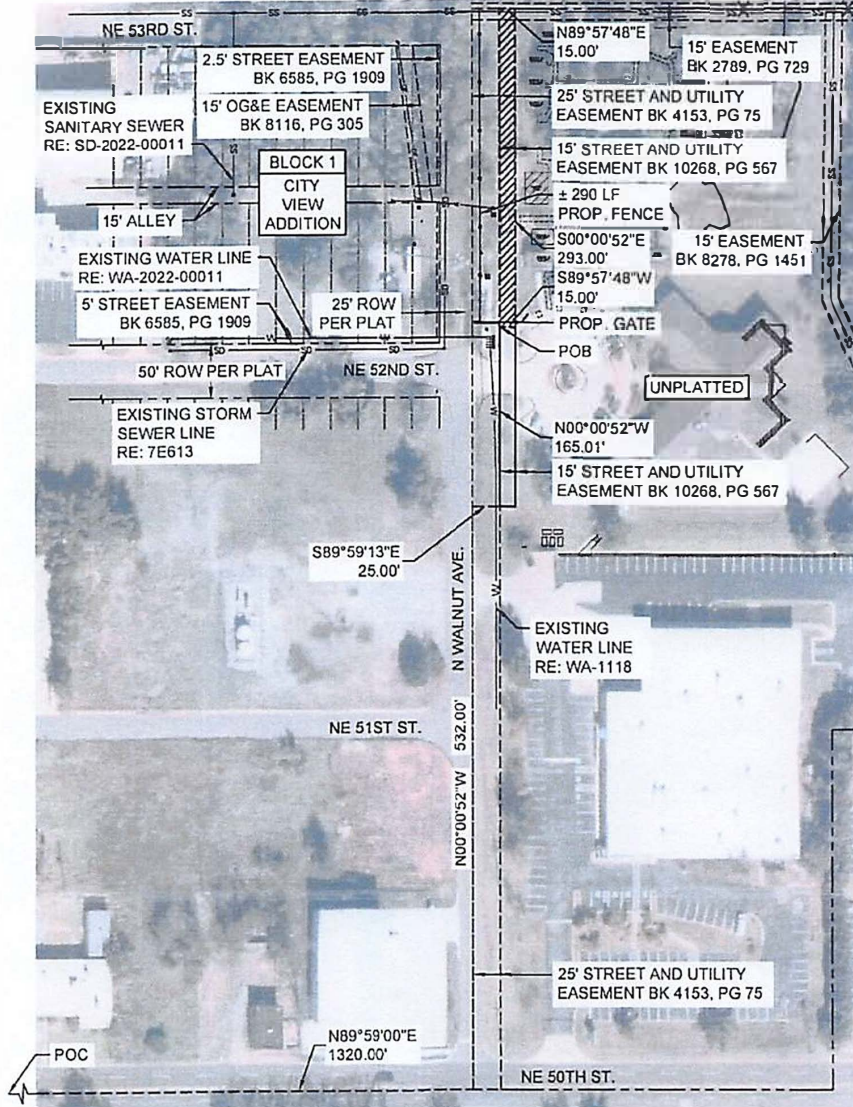 NE 53RD ST.
SS
SS
SS
SS
SS
2.5' STREET EASEMENT
BK 6585, PG 1909
15' OG&E EASEMENT
BK 8116, PG 305
EXISTING
SANITARY SEWER
RE: SD-2022-00011
BLOCK 1
CITY
VIEW
ADDITION
15' ALLEY
EXISTING WATER LINE
RE: WA-2022-00011
5' STREET EASEMENT
BK 6585, PG 1909
25' ROW
PER PLAT
W
W
SD
SD
SD
50' ROW PER PLAT
NE 52ND ST.
EXISTING STORM
SEWER LINE
RE: 7E613
N89°57'48"E
15.00'
15' EASEMENT
BK 2789, PG 729
25' STREET AND UTILITY
EASEMENT BK 4153, PG 75
15' STREET AND UTILITY
EASEMENT BK 10268, PG 567
± 290 LF
PROP. FENCE
S00°00'52"E
293.00'
15' EASEMENT
BK 8278, PG 1451
S89°57'48"W
15.00'
PROP. GATE
POB
UNPLATTED
W
N00°00'52"W
165.01'
15' STREET AND UTILITY
EASEMENT BK 10268, PG 567
S89°59'13"E
25.00'
W
N WALNUT AVE.
EXISTING
WATER LINE
RE: WA-1118
NE 51ST ST.
N00°00'52"W 532.00'
25' STREET AND UTILITY
EASEMENT BK 4153, PG 75
N89°59'00"E
1320.00'
POC
NE 50TH ST.